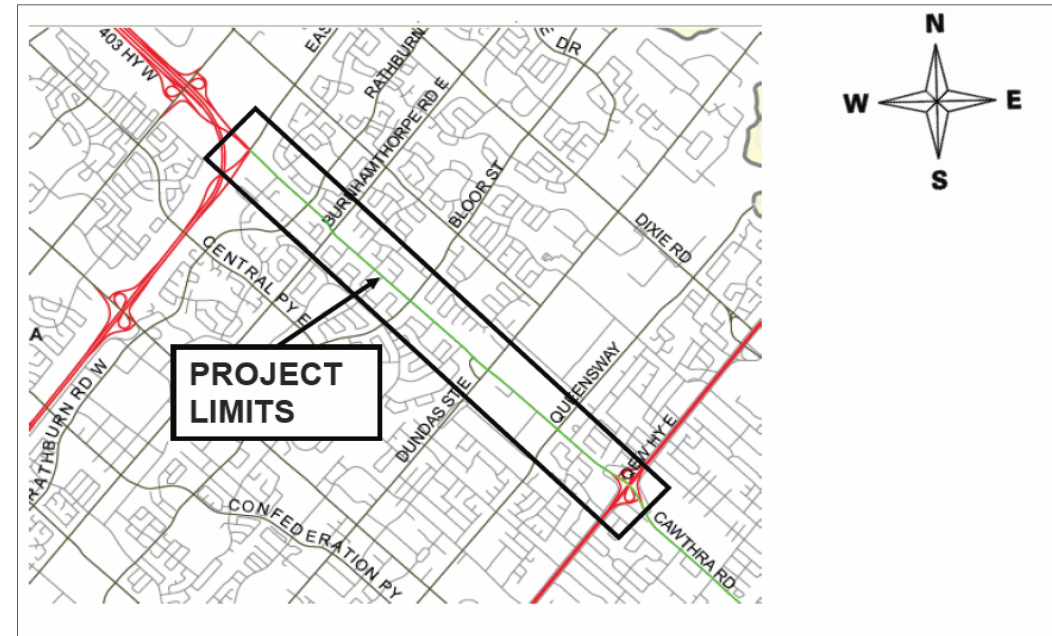 N
W E
S
403 HY W
EAS
RATHBURN
E DR
BURNHAMTHORPE RD E
BLOOR ST
DIXIE RD
CENTRAL PY E
A
PROJECT
LIMITS
RATHBURN RD W
DUNDAS ST E
QUEENSWAY
QEW HY E
CONFEDERATION PY
CAWTHRA RD